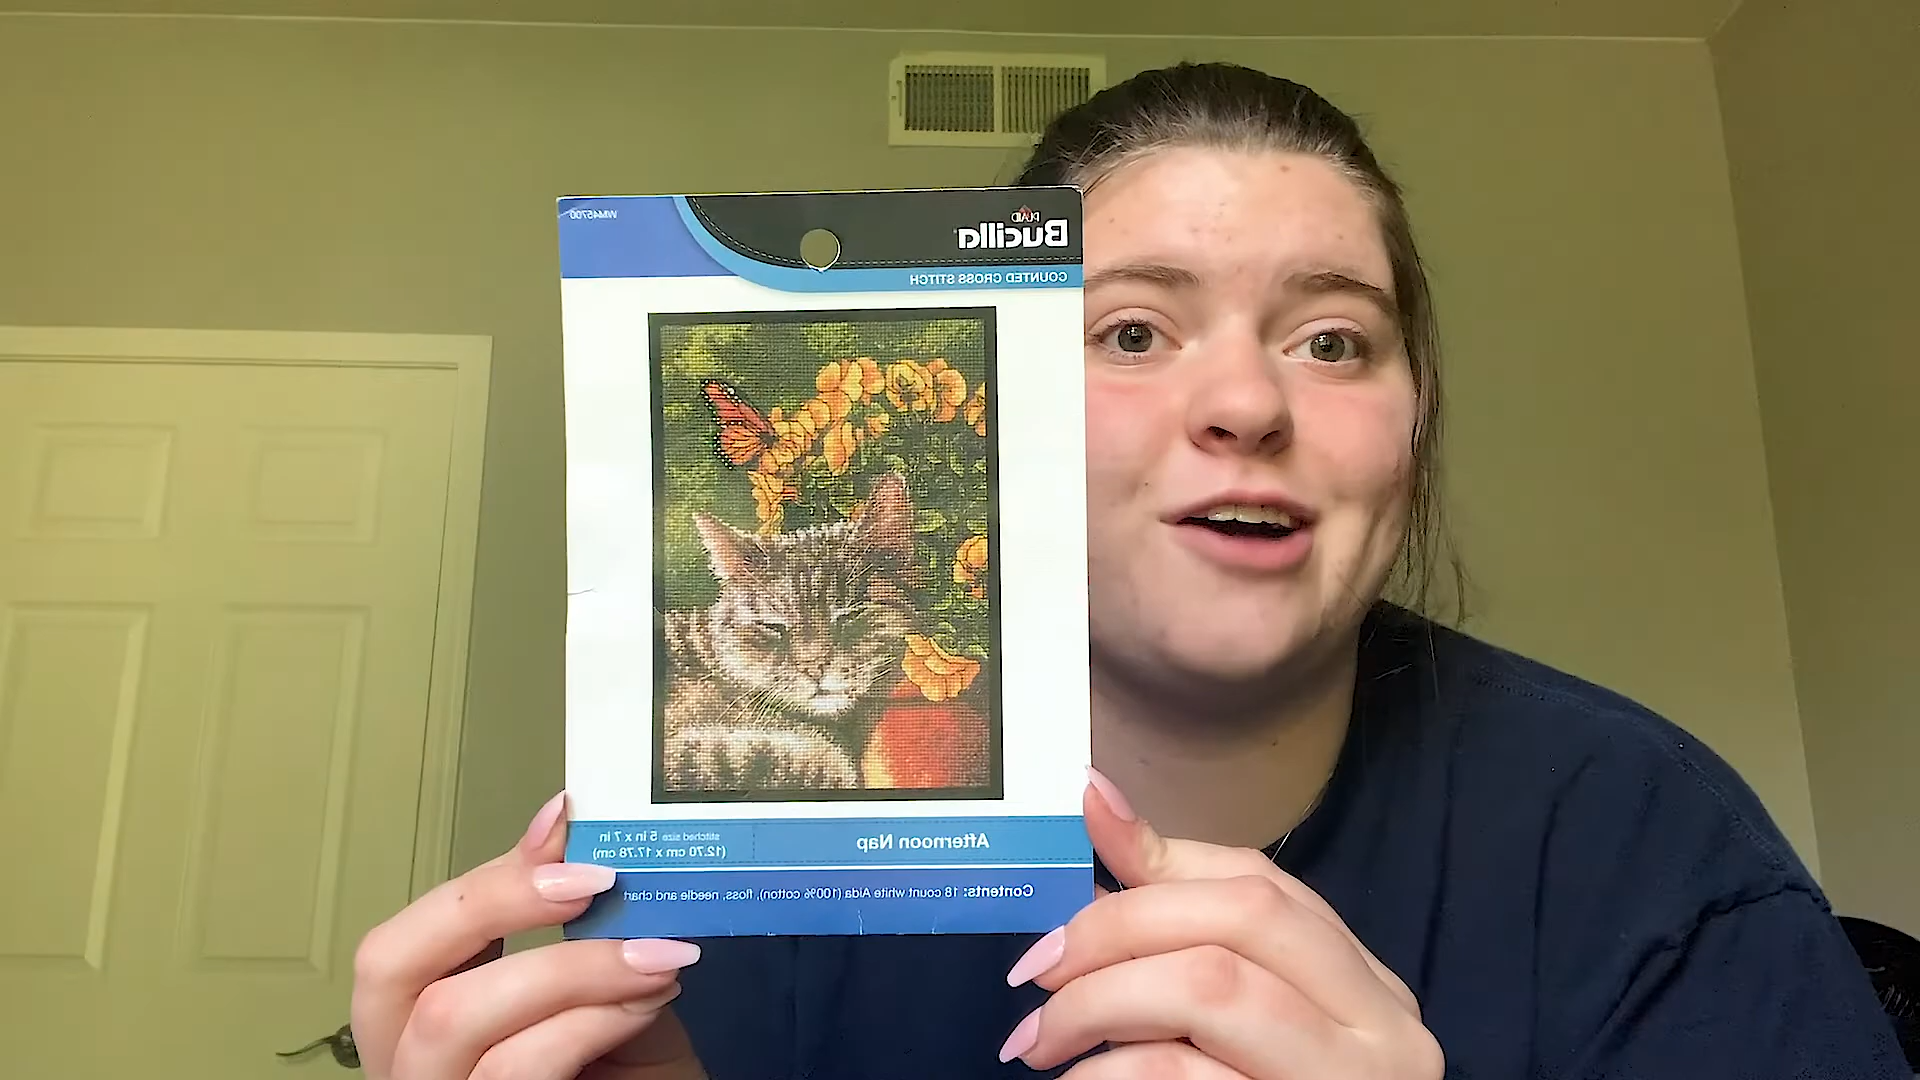 WM45700
PLAID
Bucilla
COUNTED CROSS STITCH
Afternoon Nap
stitched size 5 in x 7 in
(12.70 cm x 17.78 cm)
Contents: 18 count white Aida (100% cotton), floss, needle and chart